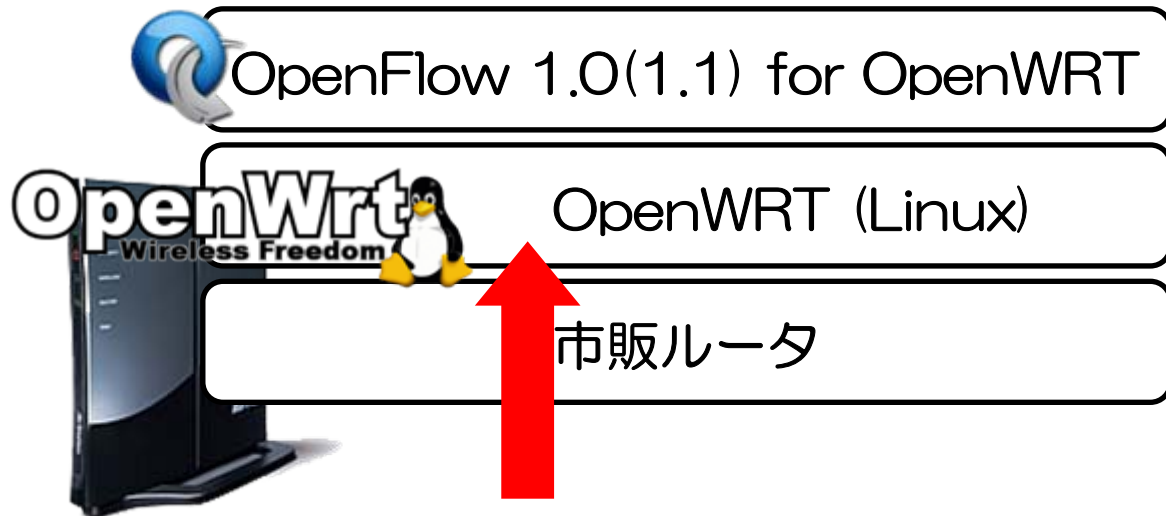 OpenFlow 1.0(1.1) for OpenWRT
OpenWrt
Wireless Freedom
OpenWRT (Linux)
市販ルータ